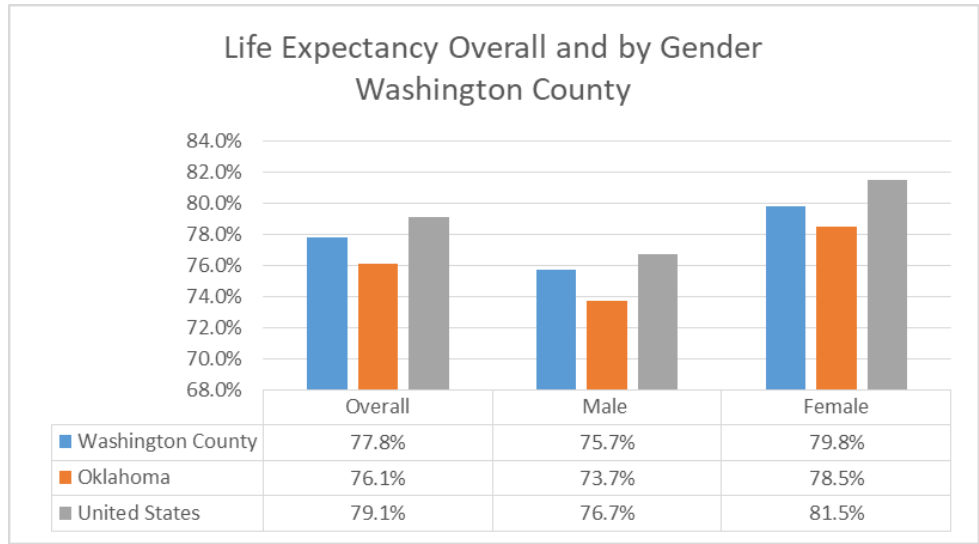 Life Expectancy Overall and by Gender
Washington County
84.0%
82.0%
80.0%
78.0%
76.0%
74.0%
72.0%
70.0%
68.0%
Overall Male Female
Washington County 77.8% 75.7% 79.8%
Oklahoma 76.1% 73.7% 78.5%
United States 79.1% 76.7% 81.5%